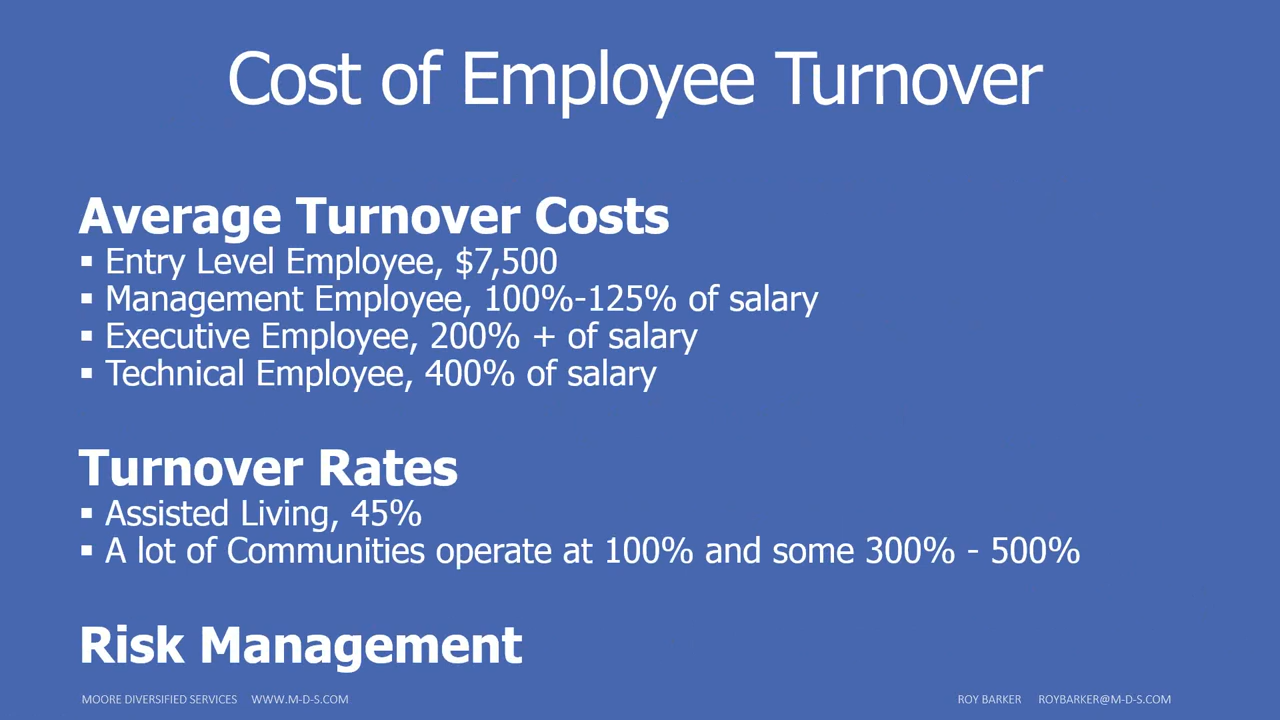 Cost of Employee Turnover
Average Turnover Costs
▪ Entry Level Employee, $7,500
▪ Management Employee, 100%-125% of salary
▪ Executive Employee, 200% + of salary
▪ Technical Employee, 400% of salary
Turnover Rates
▪ Assisted Living, 45%
▪ A lot of Communities operate at 100% and some 300% - 500%
Risk Management
MOORE DIVERSIFIED SERVICES WWW.M-D-S.COM ROY BARKER ROYBARKER@M-D-S.COM